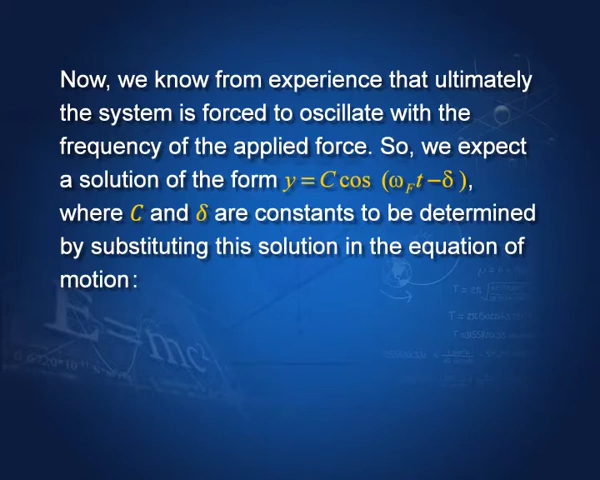 Now, we know from experience that ultimately
the system is forced to oscillate with the
frequency of the applied force. So, we expect
a solution of the form y = C cos (ω_F t − δ),
where C and δ are constants to be determined
by substituting this solution in the equation of
motion:
E=mc²